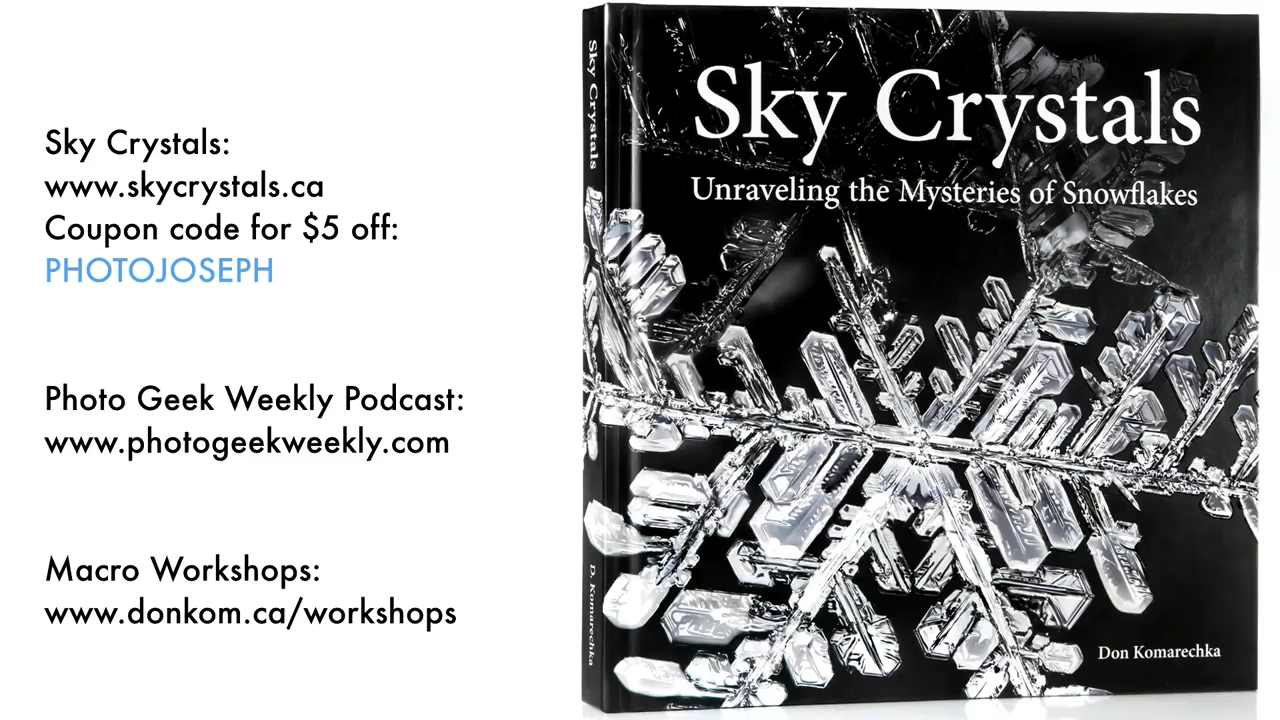 Sky Crystals:
www.skycrystals.ca
Coupon code for $5 off:
PHOTOJOSEPH
Photo Geek Weekly Podcast:
www.photogeekweekly.com
Macro Workshops:
www.donkom.ca/workshops
Sky Crystals
D. Komarechka
Sky Crystals
Unraveling the Mysteries of Snowflakes
Don Komarechka